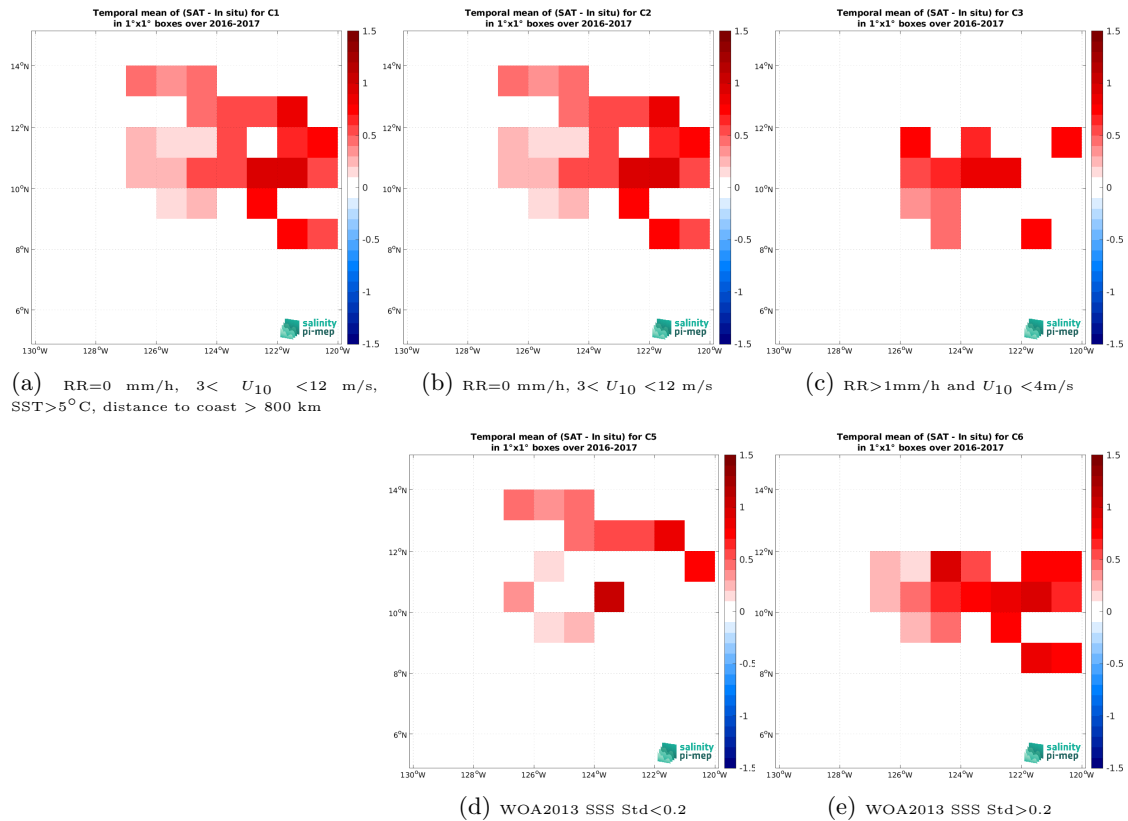 Temporal mean of (SAT - In situ) for C1
in 1°x1° boxes over 2016-2017
14°N
12°N
10°N
8°N
6°N
130°W
128°W
126°W
124°W
122°W
120°W
1.5
1
0.5
0
-0.5
-1
-1.5
salinity
pi-mep
(a) RR=0 mm/h, 3< U10 <12 m/s,
SST>5°C, distance to coast > 800 km
Temporal mean of (SAT - In situ) for C2
in 1°x1° boxes over 2016-2017
14°N
12°N
10°N
8°N
6°N
130°W
128°W
126°W
124°W
122°W
120°W
1.5
1
0.5
0
-0.5
-1
-1.5
salinity
pi-mep
(b) RR=0 mm/h, 3< U10 <12 m/s
Temporal mean of (SAT - In situ) for C3
in 1°x1° boxes over 2016-2017
14°N
12°N
10°N
8°N
6°N
130°W
128°W
126°W
124°W
122°W
120°W
1.5
1
0.5
0
-0.5
-1
-1.5
salinity
pi-mep
(c) RR>1mm/h and U10 <4m/s
Temporal mean of (SAT - In situ) for C5
in 1°x1° boxes over 2016-2017
14°N
12°N
10°N
8°N
6°N
130°W
128°W
126°W
124°W
122°W
120°W
1.5
1
0.5
0
-0.5
-1
-1.5
salinity
pi-mep
(d) WOA2013 SSS Std<0.2
Temporal mean of (SAT - In situ) for C6
in 1°x1° boxes over 2016-2017
14°N
12°N
10°N
8°N
6°N
130°W
128°W
126°W
124°W
122°W
120°W
1.5
1
0.5
0
-0.5
-1
-1.5
salinity
pi-mep
(e) WOA2013 SSS Std>0.2